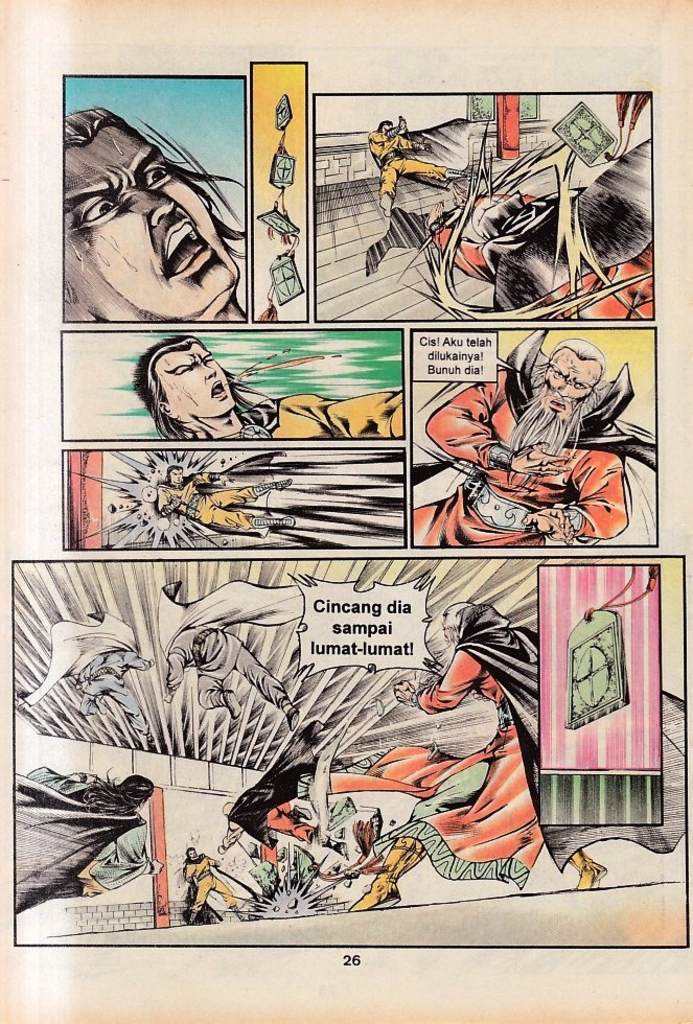 Cis! Aku telah
dilukainya!
Bunuh dia!
Cincang dia
sampai
lumat-lumat!
26